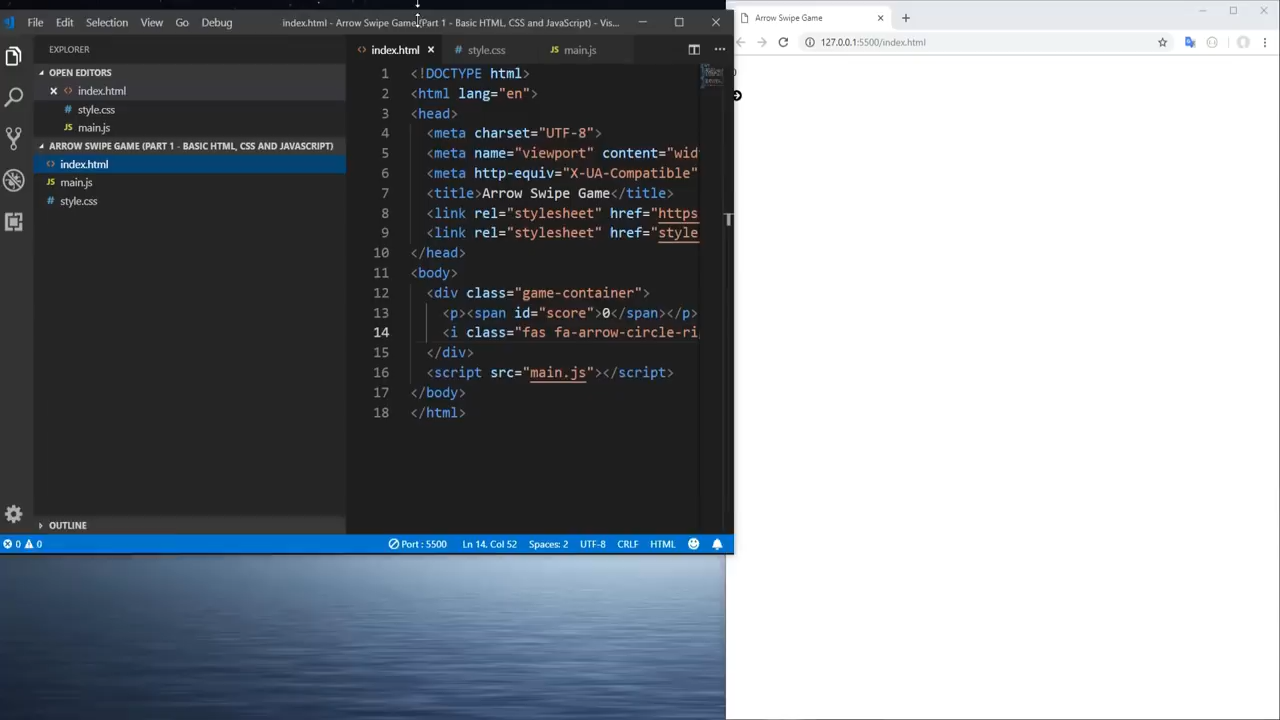 File Edit Selection View Go Debug index.html - Arrow Swipe Game (Part 1 - Basic HTML, CSS and JavaScript) - Vis...
EXPLORER
OPEN EDITORS
index.html
style.css
main.js
ARROW SWIPE GAME (PART 1 - BASIC HTML, CSS AND JAVASCRIPT)
index.html
main.js
style.css
OUTLINE
index.html style.css main.js
1 <!DOCTYPE html>
2 <html lang="en">
3 <head>
4 <meta charset="UTF-8">
5 <meta name="viewport" content="wid
6 <meta http-equiv="X-UA-Compatible"
7 <title>Arrow Swipe Game</title>
8 <link rel="stylesheet" href="https
9 <link rel="stylesheet" href="style
10 </head>
11 <body>
12 <div class="game-container">
13 <p><span id="score">0</span></p>
14 <i class="fas fa-arrow-circle-ri
15 </div>
16 <script src="main.js"></script>
17 </body>
18 </html>
0 0 Port : 5500 Ln 14, Col 52 Spaces: 2 UTF-8 CRLF HTML
Arrow Swipe Game
127.0.0.1:5500/index.html